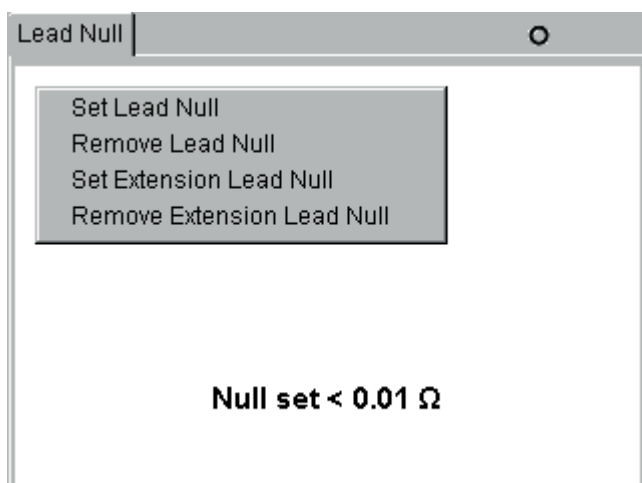 Lead Null
Set Lead Null
Remove Lead Null
Set Extension Lead Null
Remove Extension Lead Null
Null set < 0.01 Ω